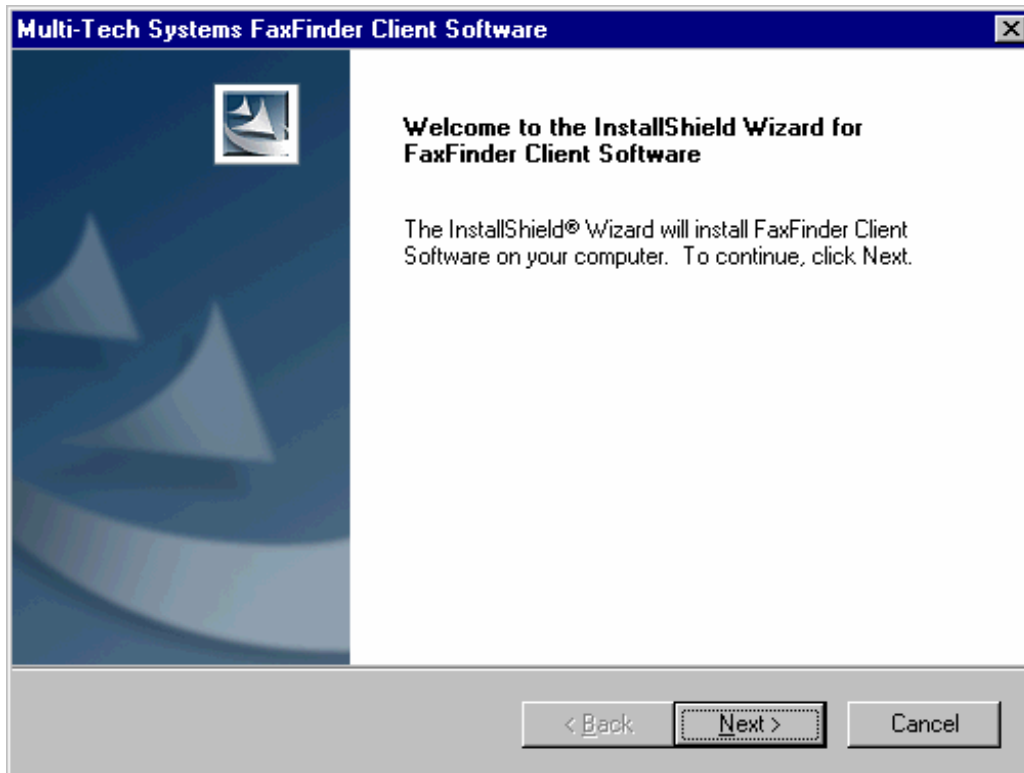 Multi-Tech Systems FaxFinder Client Software
Welcome to the InstallShield Wizard for
FaxFinder Client Software
The InstallShield® Wizard will install FaxFinder Client
Software on your computer. To continue, click Next.
< Back
Next >
Cancel